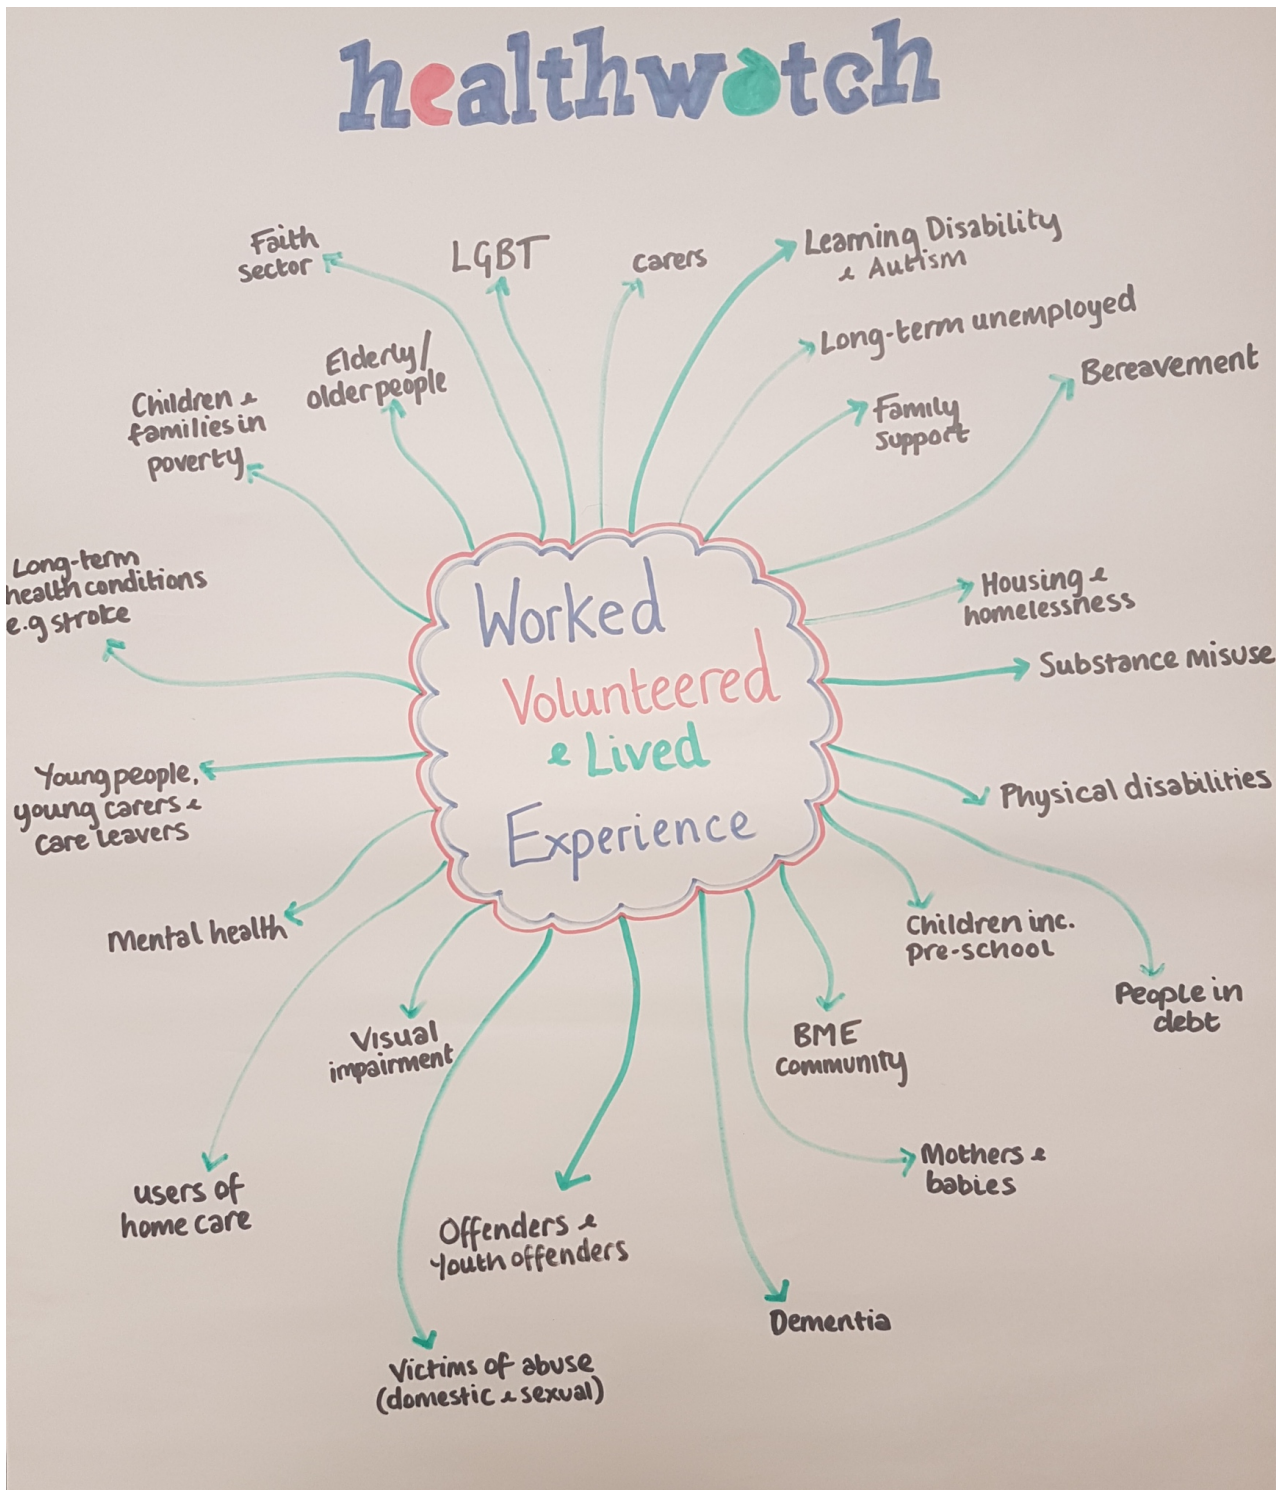 healthwatch
Faith
sector
LGBT
carers
Learning Disability
& Autism
Long-term unemployed
Bereavement
Family
support
Elderly/
older people
Children &
families in
poverty
Long-term
health conditions
e.g stroke
Housing &
homelessness
Substance misuse
Worked
Volunteered
& Lived
Experience
Young people,
young carers &
care leavers
Physical disabilities
Mental health
Children inc.
pre-school
People in
debt
Visual
impairment
BME
community
Mothers &
babies
users of
home care
Offenders &
Youth offenders
Dementia
Victims of abuse
(domestic & sexual)